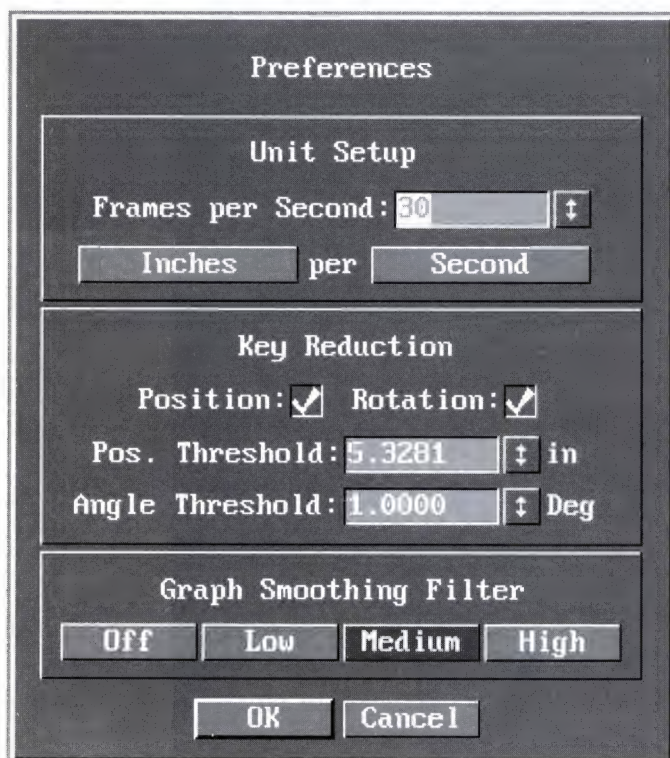 Preferences
Unit Setup
Frames per Second: 30
Inches per Second
Key Reduction
Position: Rotation:
Pos. Threshold: 5.3281 in
Angle Threshold: 1.0000 Deg
Graph Smoothing Filter
Off Low Medium High
OK Cancel